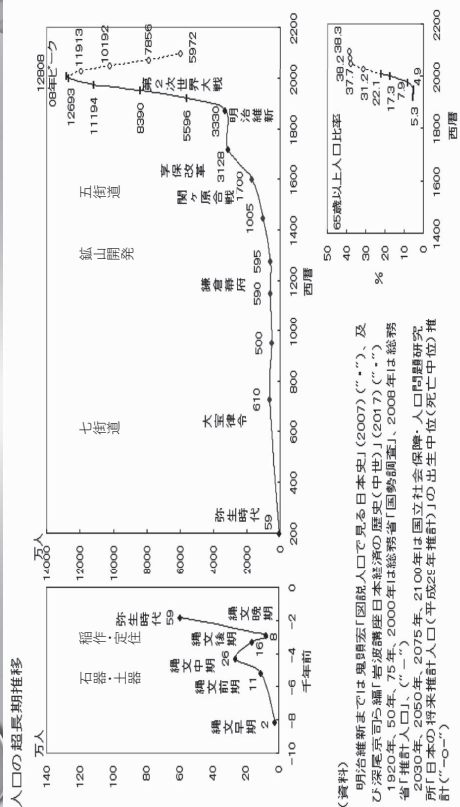 人口の超長期推移
万人
70
60
50
40
30
20
10
0
-10
-8
-6
-4
-2
0
千年前
石器・土器
稲作・定住
縄文早期
2
縄文前期
11
縄文中期
26
縄文後期
16
縄文晩期
8
弥生時代
59
万人
14000
12000
10000
8000
6000
4000
2000
0
200
400
600
800
1000
1200
1400
1600
1800
2000
2200
西暦
七街道
鉱山開発
五街道
弥生時代
59
大宝律令
610
500
鎌倉幕府
590
595
1005
関ヶ原合戦
1700
享保改革
3128
明治維新
3330
5596
8390
第2次世界大戦
11194
12693
08年ピーク
12808
11913
10192
7856
5972
65歳以上人口比率
50
40
30
20
10
0
%
1400
1600
1800
2000
2200
西暦
5.3
4.9
7.9
17.3
22.1
31.2
37.7
38.2
38.3
(資料)
明治維新までは鬼頭宏「図説人口で見る日本史」(2007)("・")、及
び深尾京司ら編「岩波講座日本経済の歴史(中世)」(2017)("・")
1920年、50年、75年、2000年は総務省「国勢調査」、2008年は総務
省「推計人口」、("－")
2030年、2050年、2075年、2100年は国立社会保障・人口問題研究
所「日本の将来推計人口(平成29年推計)」の出生中位(死亡中位)推
計("-o-")